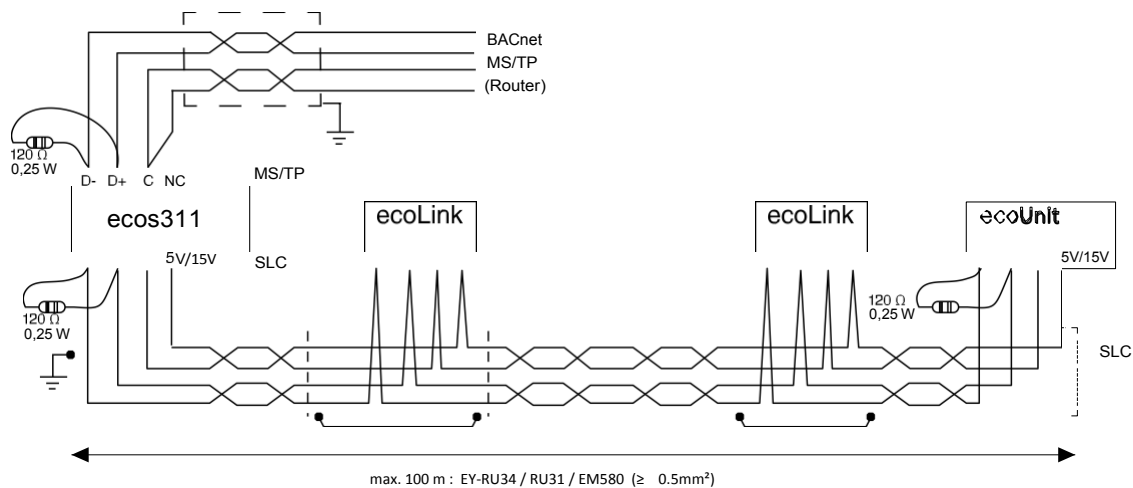 BACnet
MS/TP
(Router)
120 Ω
0,25 W
D- D+ C NC
MS/TP
ecos311
ecoLink
ecoLink
ecoUnit
5V/15V
SLC
5V/15V
120 Ω
0,25 W
120 Ω
0,25 W
SLC
max. 100 m : EY-RU34 / RU31 / EM580 (≥ 0.5mm²)